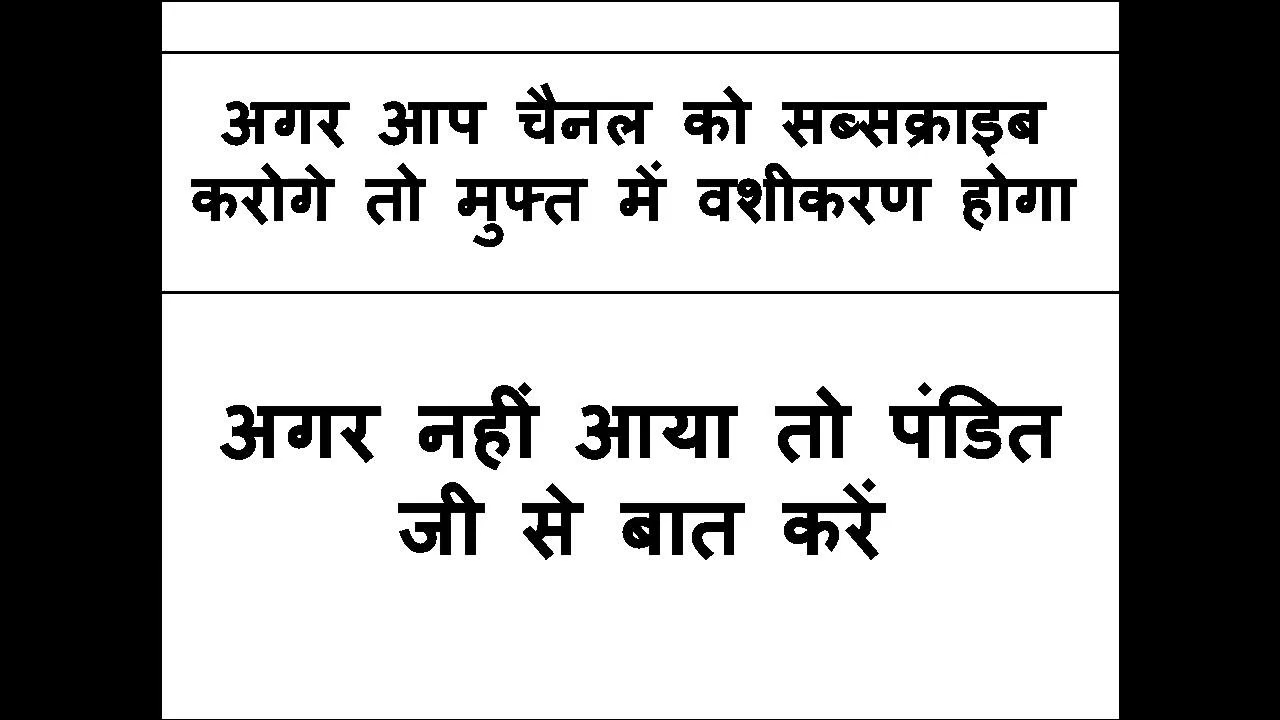 अगर आप चैनल को सब्सक्राइब
करोगे तो मुफ्त में वशीकरण होगा
अगर नहीं आया तो पंडित
जी से बात करें